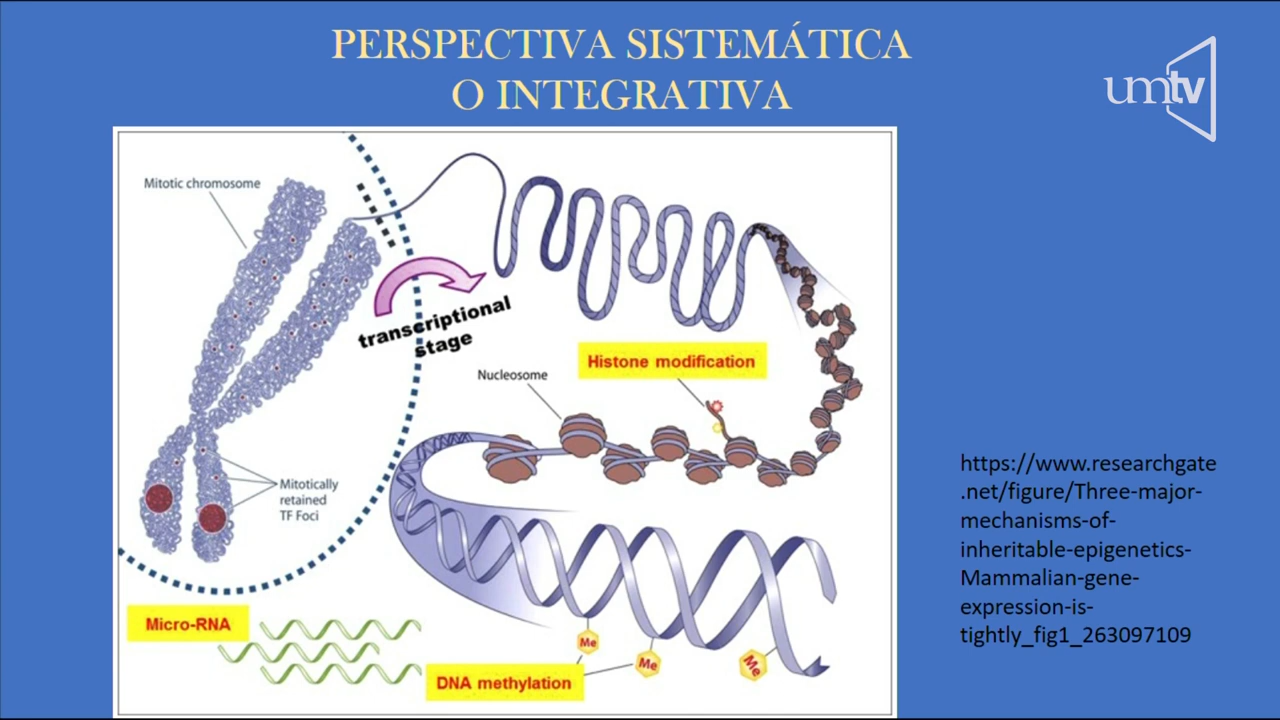 PERSPECTIVA SISTEMÁTICA
O INTEGRATIVA
umtv
Mitotic chromosome
transcriptional
stage
Histone modification
Nucleosome
Mitotically
retained
TF Foci
Micro-RNA
Me
Me
Me
DNA methylation
https://www.researchgate
.net/figure/Three-major-
mechanisms-of-
inheritable-epigenetics-
Mammalian-gene-
expression-is-
tightly_fig1_263097109